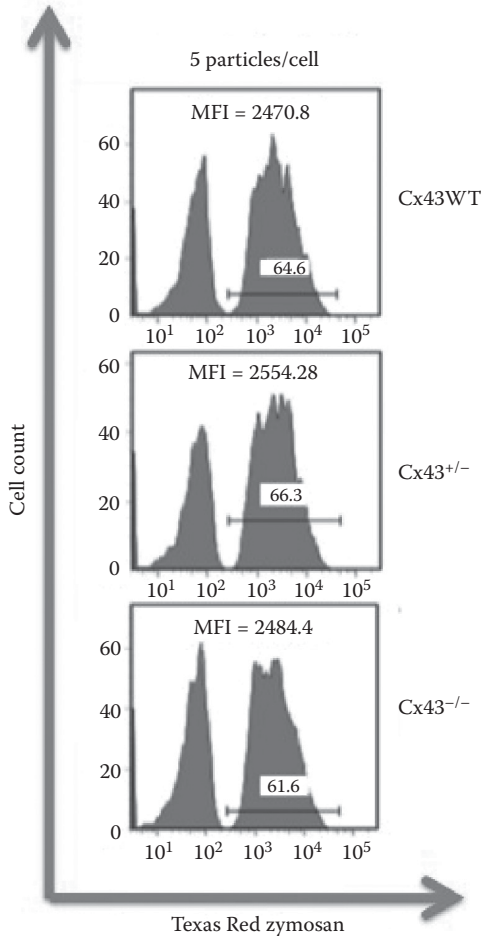 5 particles/cell
MFI = 2470.8
60
40
20
0
64.6
10¹ 10² 10³ 10⁴ 10⁵
Cx43WT
MFI = 2554.28
60
40
20
0
66.3
10¹ 10² 10³ 10⁴ 10⁵
Cx43⁺/⁻
MFI = 2484.4
60
40
20
0
61.6
10¹ 10² 10³ 10⁴ 10⁵
Cx43⁻/⁻
Cell count
Texas Red zymosan